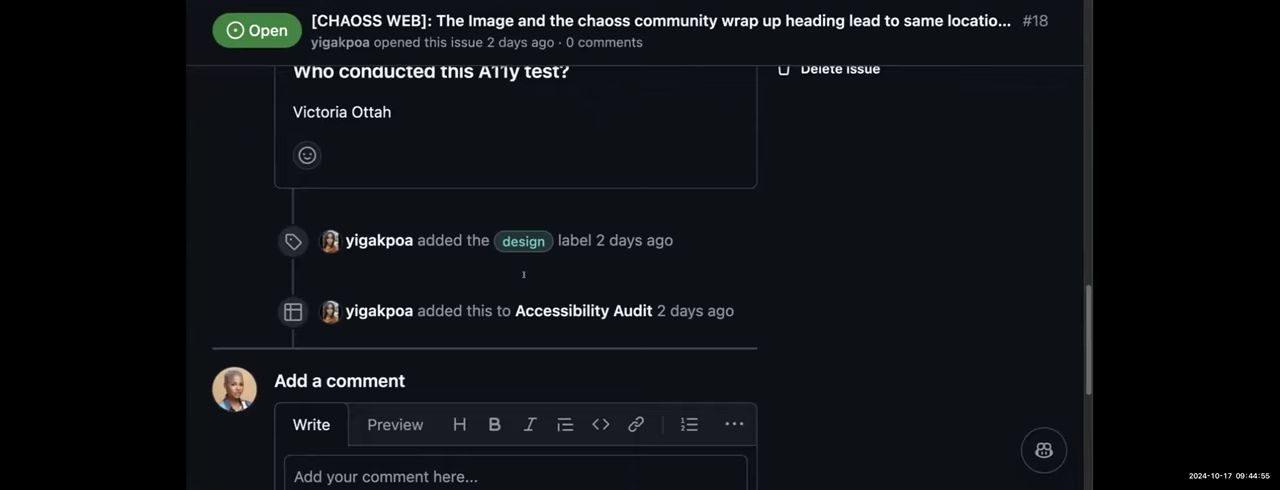 Open
[CHAOSS WEB]: The Image and the chaoss community wrap up heading lead to same locatio... #18
yigakpoa opened this issue 2 days ago · 0 comments
Who conducted this A11y test?
Delete issue
Victoria Ottah
yigakpoa added the design label 2 days ago
yigakpoa added this to Accessibility Audit 2 days ago
Add a comment
Write Preview
Add your comment here...
2024-10-17 09:44:55